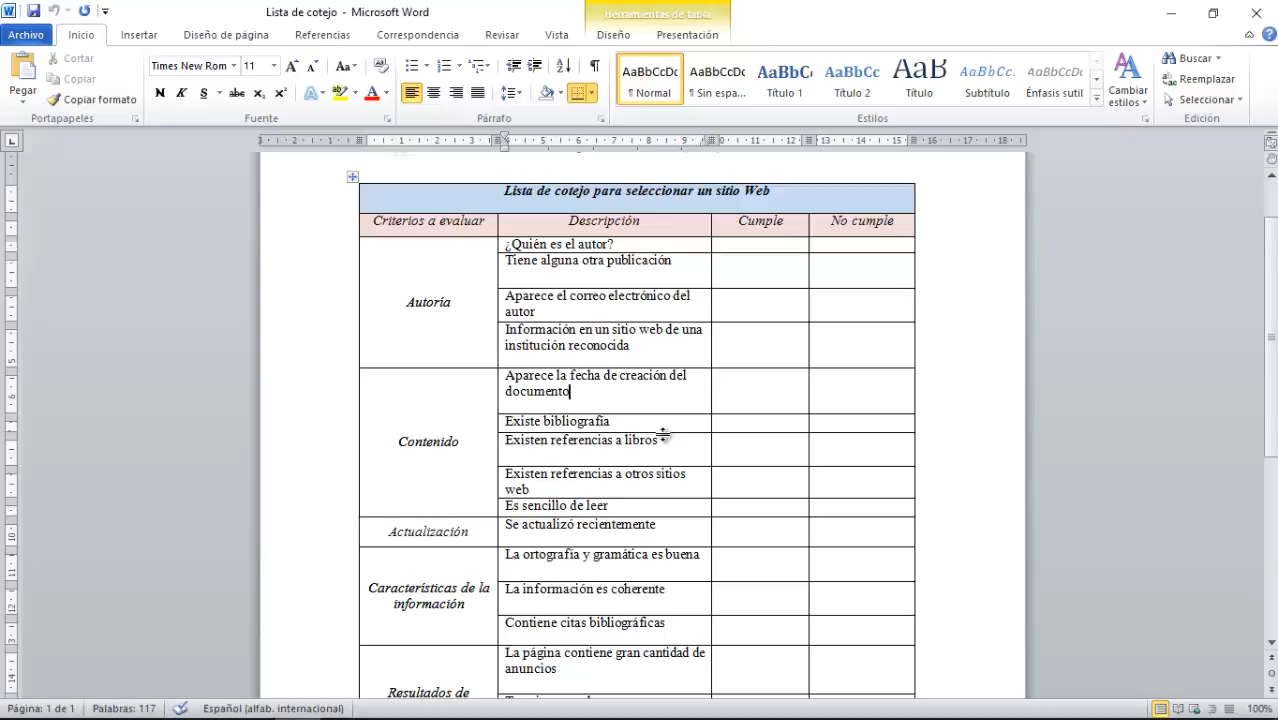 Lista de cotejo - Microsoft Word
Herramientas de tabla
Archivo Inicio Insertar Diseño de página Referencias Correspondencia Revisar Vista Diseño Presentación
Pegar
Cortar
Copiar
Copiar formato
Portapapeles
Times New Rom 11
Fuente
Párrafo
AaBbCcDc
Normal
AaBbCcDc
Sin espa...
AaBbC
Título 1
AaBbCc
Título 2
AaB
Título
AaBbCc.
Subtítulo
AaBbCcDc
Énfasis sutil
Cambiar
estilos
Estilos
Buscar
Reemplazar
Seleccionar
Edición
Lista de cotejo para seleccionar un sitio Web
Criterios a evaluar Descripción Cumple No cumple
Autoría
¿Quién es el autor?
Tiene alguna otra publicación
Aparece el correo electrónico del
autor
Información en un sitio web de una
institución reconocida
Contenido
Aparece la fecha de creación del
documento
Existe bibliografía
Existen referencias a libros
Existen referencias a otros sitios
web
Es sencillo de leer
Actualización
Se actualizó recientemente
Características de la
información
La ortografía y gramática es buena
La información es coherente
Contiene citas bibliográficas
Resultados de
La página contiene gran cantidad de
anuncios
Página: 1 de 1 Palabras: 117 Español (alfab. internacional) 100%